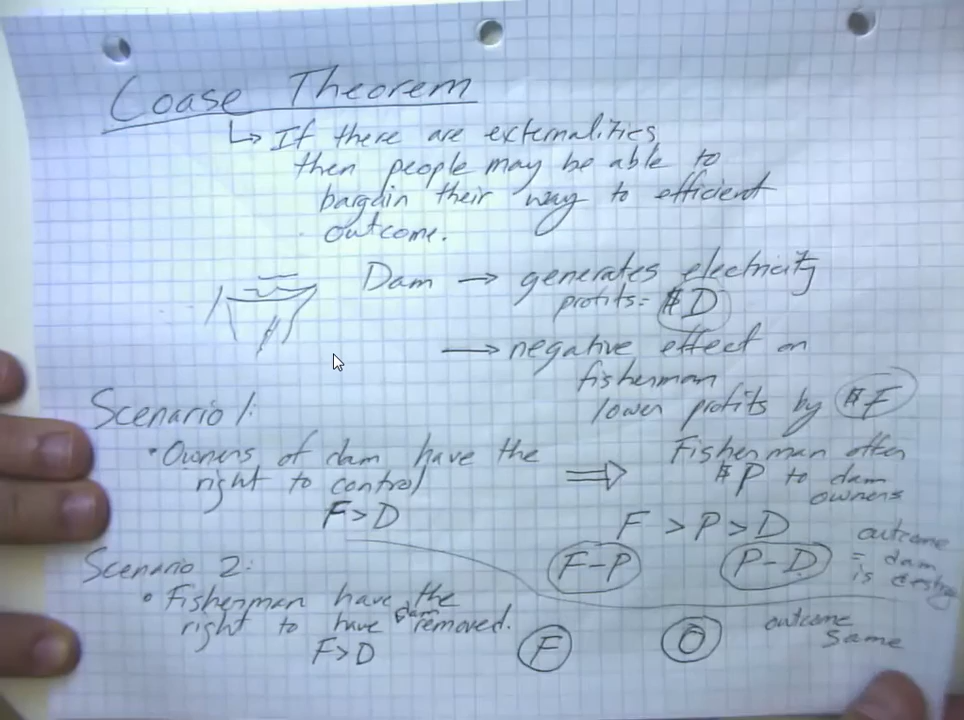 Coase Theorem
↳ If there are externalities
then people may be able to
bargain their way to efficient
outcome.
Dam → generates electricity
profits = $D
→ negative effect on
fisherman
lower profits by $F
Scenario 1:
• Owners of dam have the
right to control
F > D
⇒ Fisherman offer
$P to dam
owners
F > P > D
F - P P - D
outcome
= dam
is destroy
Scenario 2:
• Fisherman have the
right to have dam removed.
F > D
F O
outcome
same